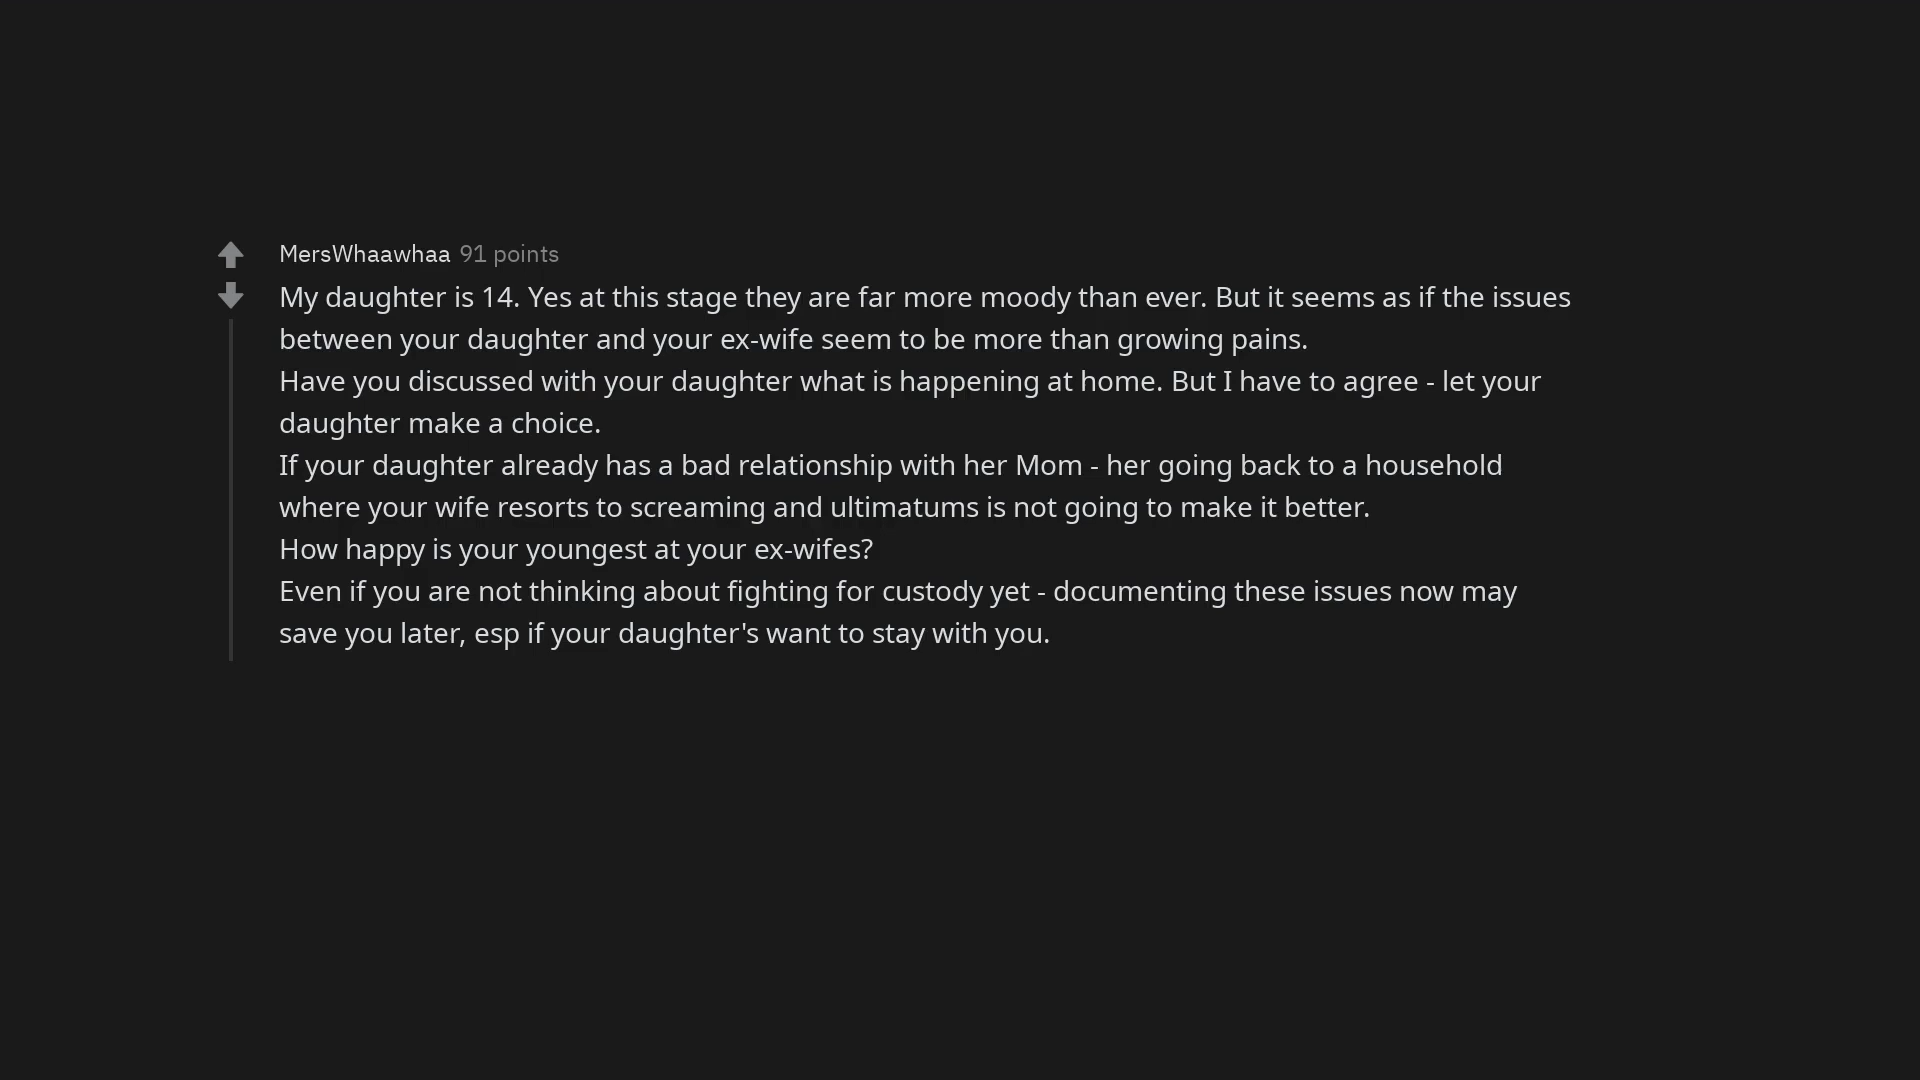 MersWhaawhaa 91 points
My daughter is 14. Yes at this stage they are far more moody than ever. But it seems as if the issues
between your daughter and your ex-wife seem to be more than growing pains.
Have you discussed with your daughter what is happening at home. But I have to agree - let your
daughter make a choice.
If your daughter already has a bad relationship with her Mom - her going back to a household
where your wife resorts to screaming and ultimatums is not going to make it better.
How happy is your youngest at your ex-wifes?
Even if you are not thinking about fighting for custody yet - documenting these issues now may
save you later, esp if your daughter's want to stay with you.